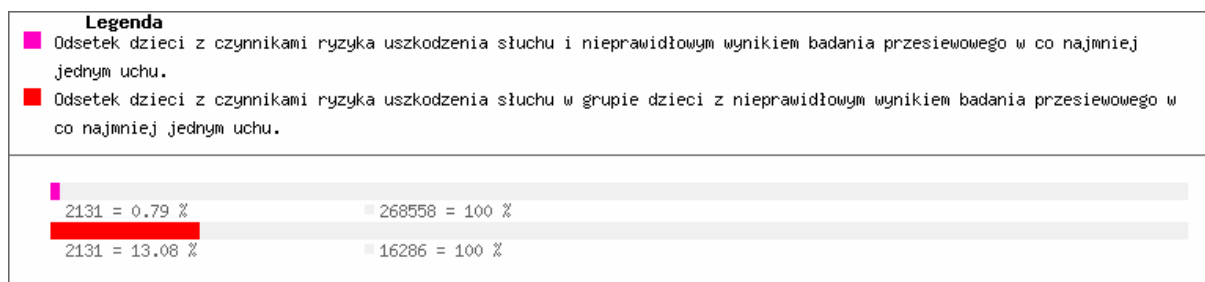 Legenda
Odsetek dzieci z czynnikami ryzyka uszkodzenia słuchu i nieprawidłowym wynikiem badania przesiewowego w co najmniej
jednym uchu.
Odsetek dzieci z czynnikami ryzyka uszkodzenia słuchu w grupie dzieci z nieprawidłowym wynikiem badania przesiewowego w
co najmniej jednym uchu.
2131 = 0.79 % 268558 = 100 %
2131 = 13.08 % 16286 = 100 %